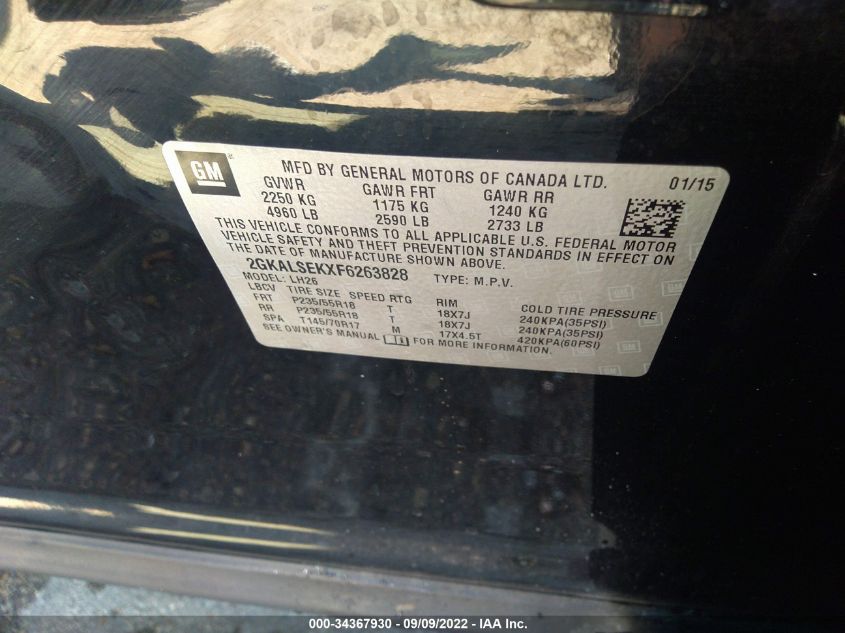 GM
MFD BY GENERAL MOTORS OF CANADA LTD. 01/15
GVWR GAWR FRT GAWR RR
2250 KG 1175 KG 1240 KG
4960 LB 2590 LB 2733 LB
THIS VEHICLE CONFORMS TO ALL APPLICABLE U.S. FEDERAL MOTOR
VEHICLE SAFETY AND THEFT PREVENTION STANDARDS IN EFFECT ON
THE DATE OF MANUFACTURE SHOWN ABOVE.
2GKALSEKXF6263828 TYPE: M.P.V.
MODEL: LH26
LBCV TIRE SIZE SPEED RTG RIM COLD TIRE PRESSURE
FRT P235/55R18 T 18X7J 240KPA(35PSI)
RR P235/55R18 T 18X7J 240KPA(35PSI)
SPA T145/70R17 M 17X4.5T 420KPA(60PSI)
SEE OWNER'S MANUAL FOR MORE INFORMATION.
000-34367930 - 09/09/2022 - IAA Inc.